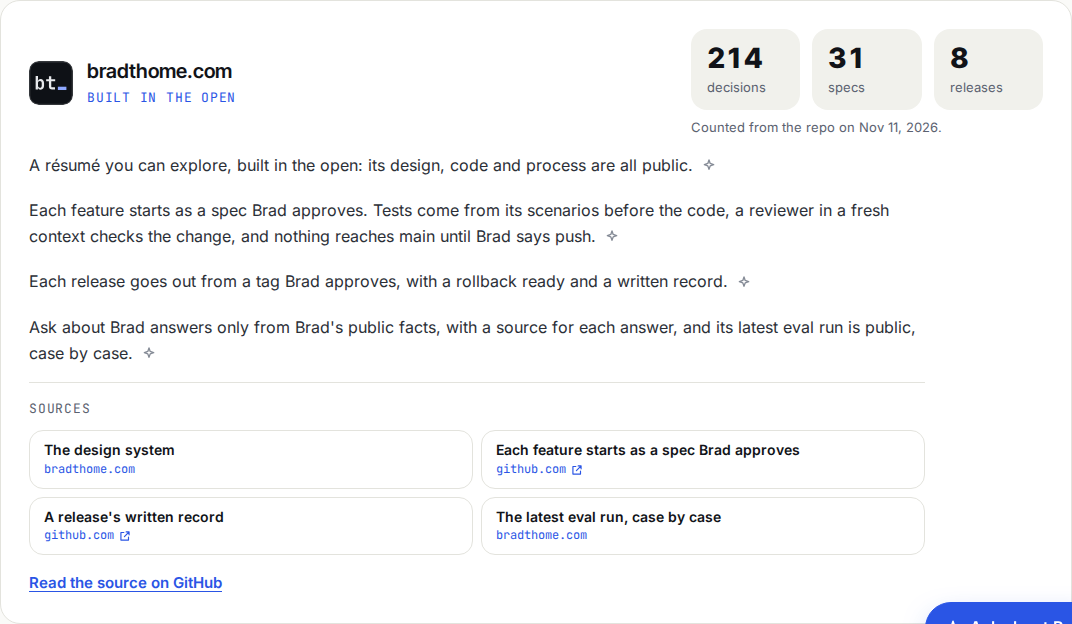 bt_
bradthome.com
BUILT IN THE OPEN
214
decisions
31
specs
8
releases
Counted from the repo on Nov 11, 2026.
A résumé you can explore, built in the open: its design, code and process are all public.
Each feature starts as a spec Brad approves. Tests come from its scenarios before the code, a reviewer in a fresh
context checks the change, and nothing reaches main until Brad says push.
Each release goes out from a tag Brad approves, with a rollback ready and a written record.
Ask about Brad answers only from Brad's public facts, with a source for each answer, and its latest eval run is public,
case by case.
SOURCES
The design system
bradthome.com
Each feature starts as a spec Brad approves
github.com
A release's written record
github.com
The latest eval run, case by case
bradthome.com
Read the source on GitHub